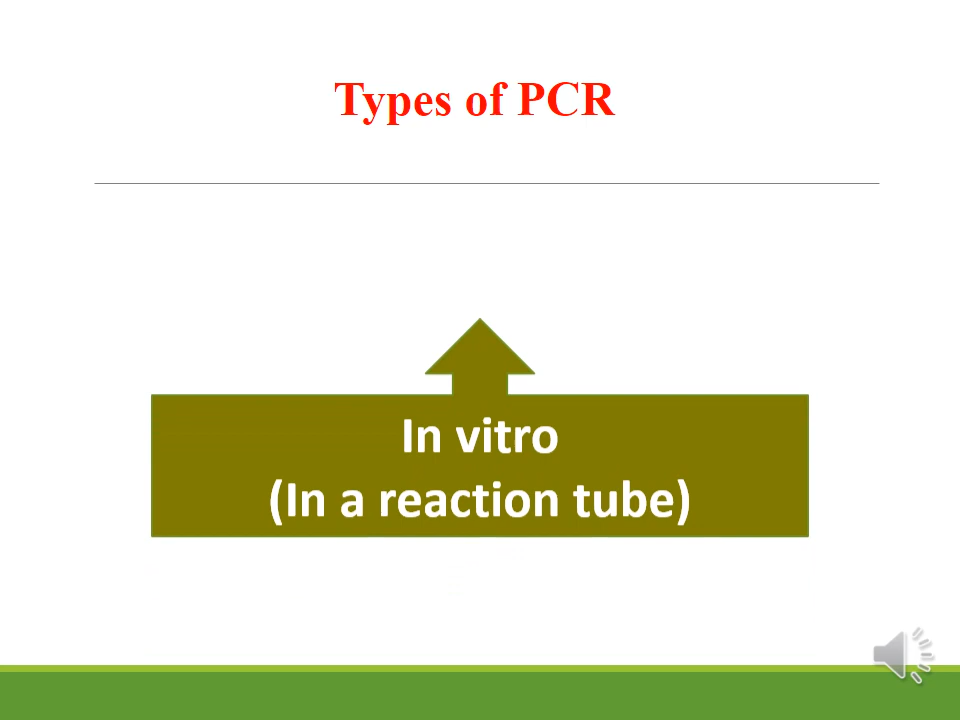 Types of PCR
In vitro
(In a reaction tube)